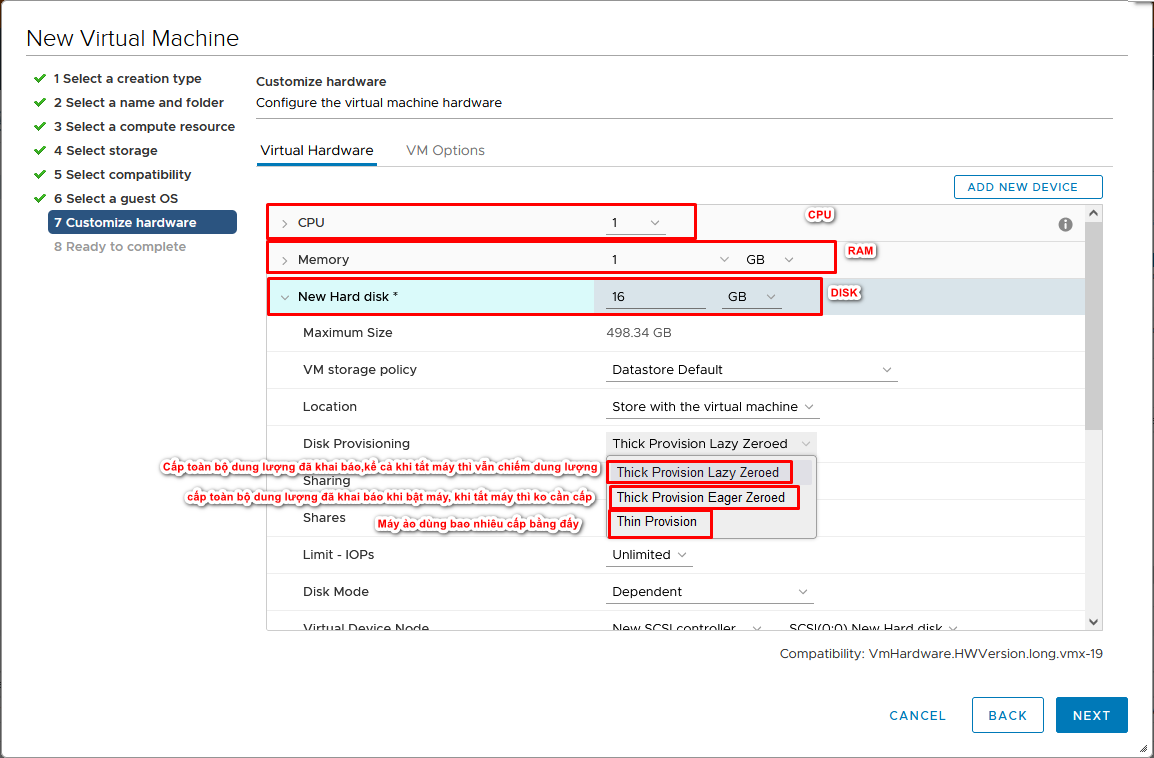 New Virtual Machine
1 Select a creation type
2 Select a name and folder
3 Select a compute resource
4 Select storage
5 Select compatibility
6 Select a guest OS
7 Customize hardware
8 Ready to complete
Customize hardware
Configure the virtual machine hardware
Virtual Hardware VM Options
ADD NEW DEVICE
CPU 1 CPU
Memory 1 GB RAM
New Hard disk * 16 GB DISK
Maximum Size 498.34 GB
VM storage policy Datastore Default
Location Store with the virtual machine
Disk Provisioning Thick Provision Lazy Zeroed
Cấp toàn bộ dung lượng đã khai báo,kể cả khi tắt máy thì vẫn chiếm dung lượng Thick Provision Lazy Zeroed
Sharing
cấp toàn bộ dung lượng đã khai báo khi bật máy, khi tắt máy thì ko cần cấp Thick Provision Eager Zeroed
Shares
Máy ảo dùng bao nhiêu cấp bằng đấy Thin Provision
Limit - IOPs Unlimited
Disk Mode Dependent
Virtual Device Node New SCSI controller SCSI(0:0) New Hard disk
Compatibility: VmHardware.HWVersion.long.vmx-19
CANCEL BACK NEXT